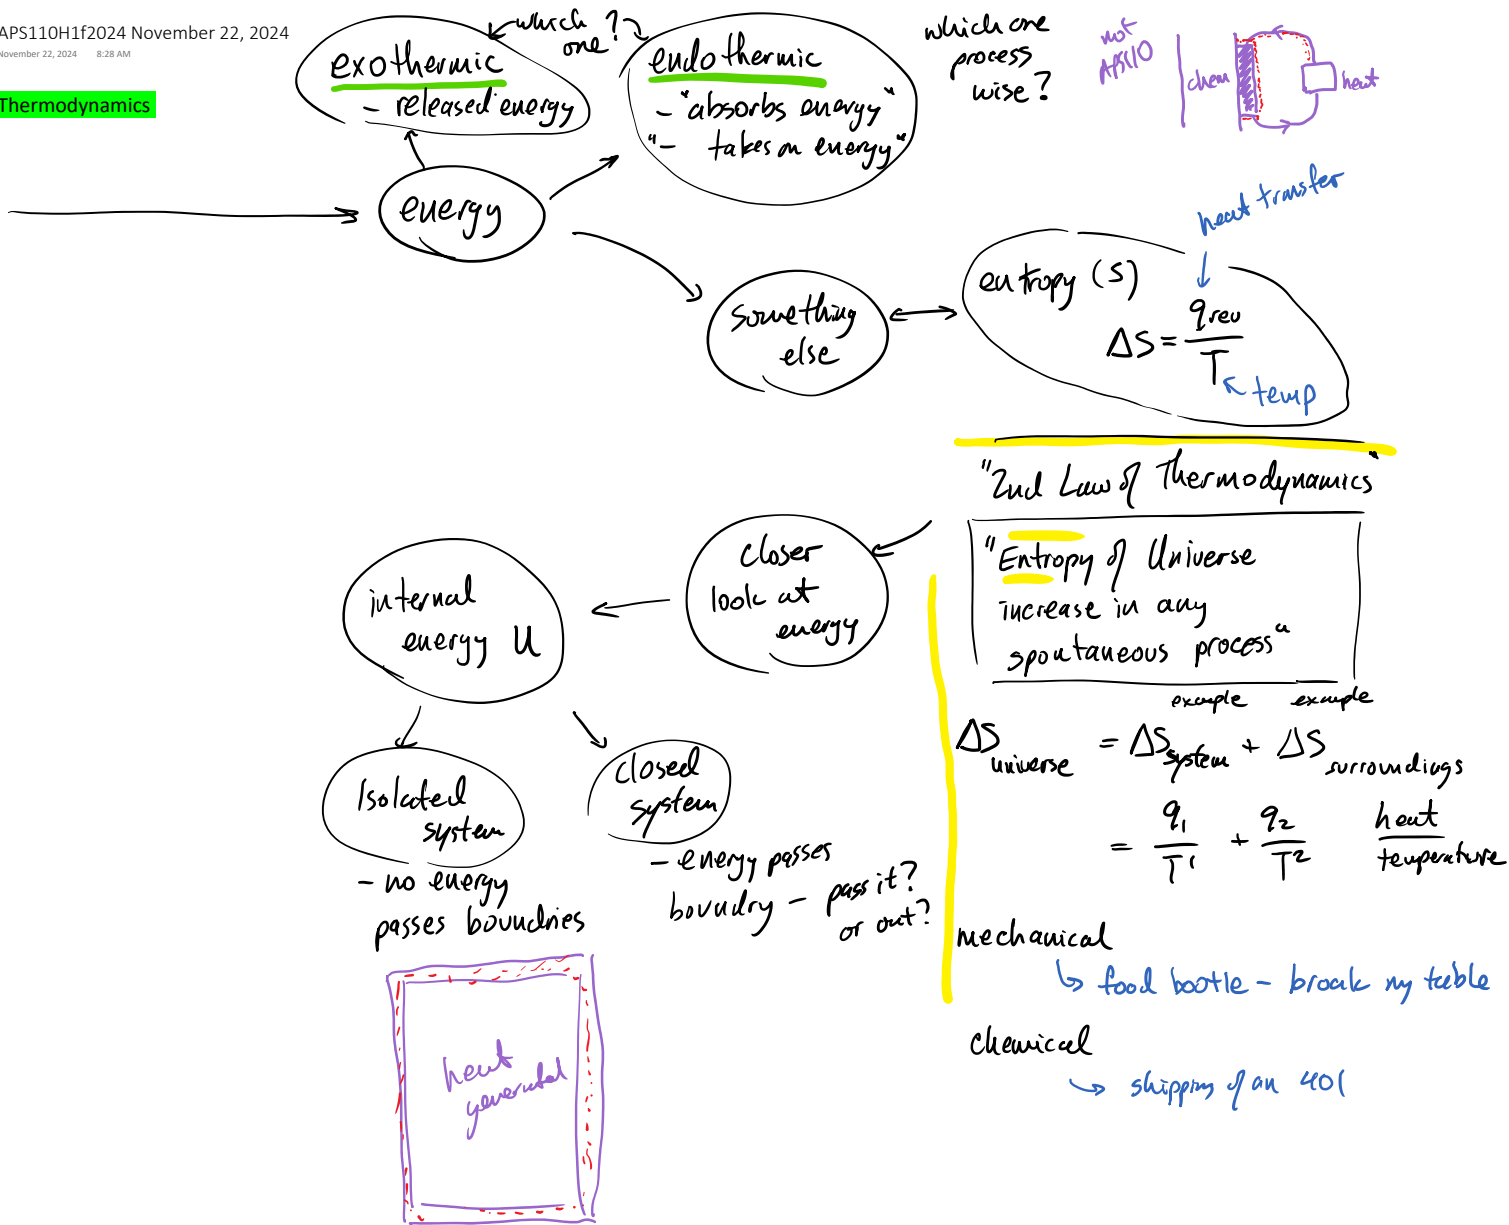 APS110H1f2024 November 22, 2024
November 22, 2024 8:28 AM
Thermodynamics
exothermic
- released energy
which
one?
endothermic
- "absorbs energy"
"- takes on energy"
which one
process
wise?
not
APS110
chem
heat
energy
something
else
heat transfer
entropy (S)
ΔS = qrev
T
temp
"2nd Law of Thermodynamics"
"Entropy of Universe
increase in any
spontaneous process"
example example
ΔSuniverse = ΔSsystem + ΔSsurroundings
= q1/T1 + q2/T2 heat/temperature
closer
look at
energy
internal
energy U
Isolated
system
- no energy
passes boundries
closed
system
- energy passes
boundry - pass it?
or out?
heat
generated
mechanical
food bootle - break my table
chemical
shipping of an